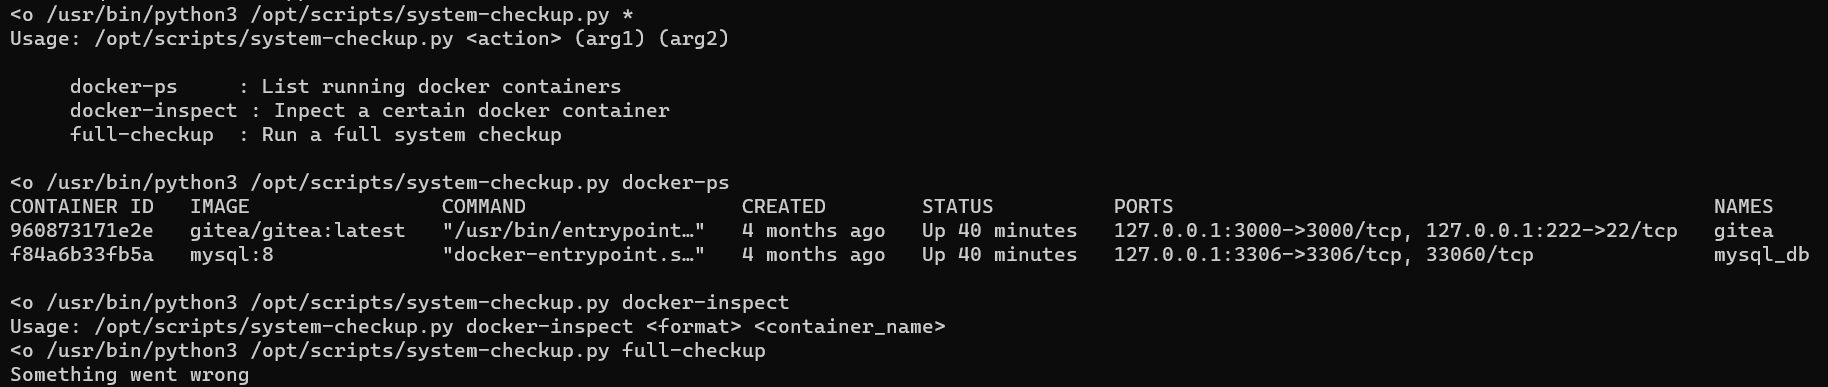 <o /usr/bin/python3 /opt/scripts/system-checkup.py *
Usage: /opt/scripts/system-checkup.py <action> (arg1) (arg2)
docker-ps     : List running docker containers
docker-inspect : Inpect a certain docker container
full-checkup  : Run a full system checkup
<o /usr/bin/python3 /opt/scripts/system-checkup.py docker-ps
CONTAINER ID   IMAGE                COMMAND                  CREATED        STATUS          PORTS                                             NAMES
960873171e2e   gitea/gitea:latest   "/usr/bin/entrypoint…"   4 months ago   Up 40 minutes   127.0.0.1:3000->3000/tcp, 127.0.0.1:222->22/tcp   gitea
f84a6b33fb5a   mysql:8              "docker-entrypoint.s…"   4 months ago   Up 40 minutes   127.0.0.1:3306->3306/tcp, 33060/tcp               mysql_db
<o /usr/bin/python3 /opt/scripts/system-checkup.py docker-inspect
Usage: /opt/scripts/system-checkup.py docker-inspect <format> <container_name>
<o /usr/bin/python3 /opt/scripts/system-checkup.py full-checkup
Something went wrong